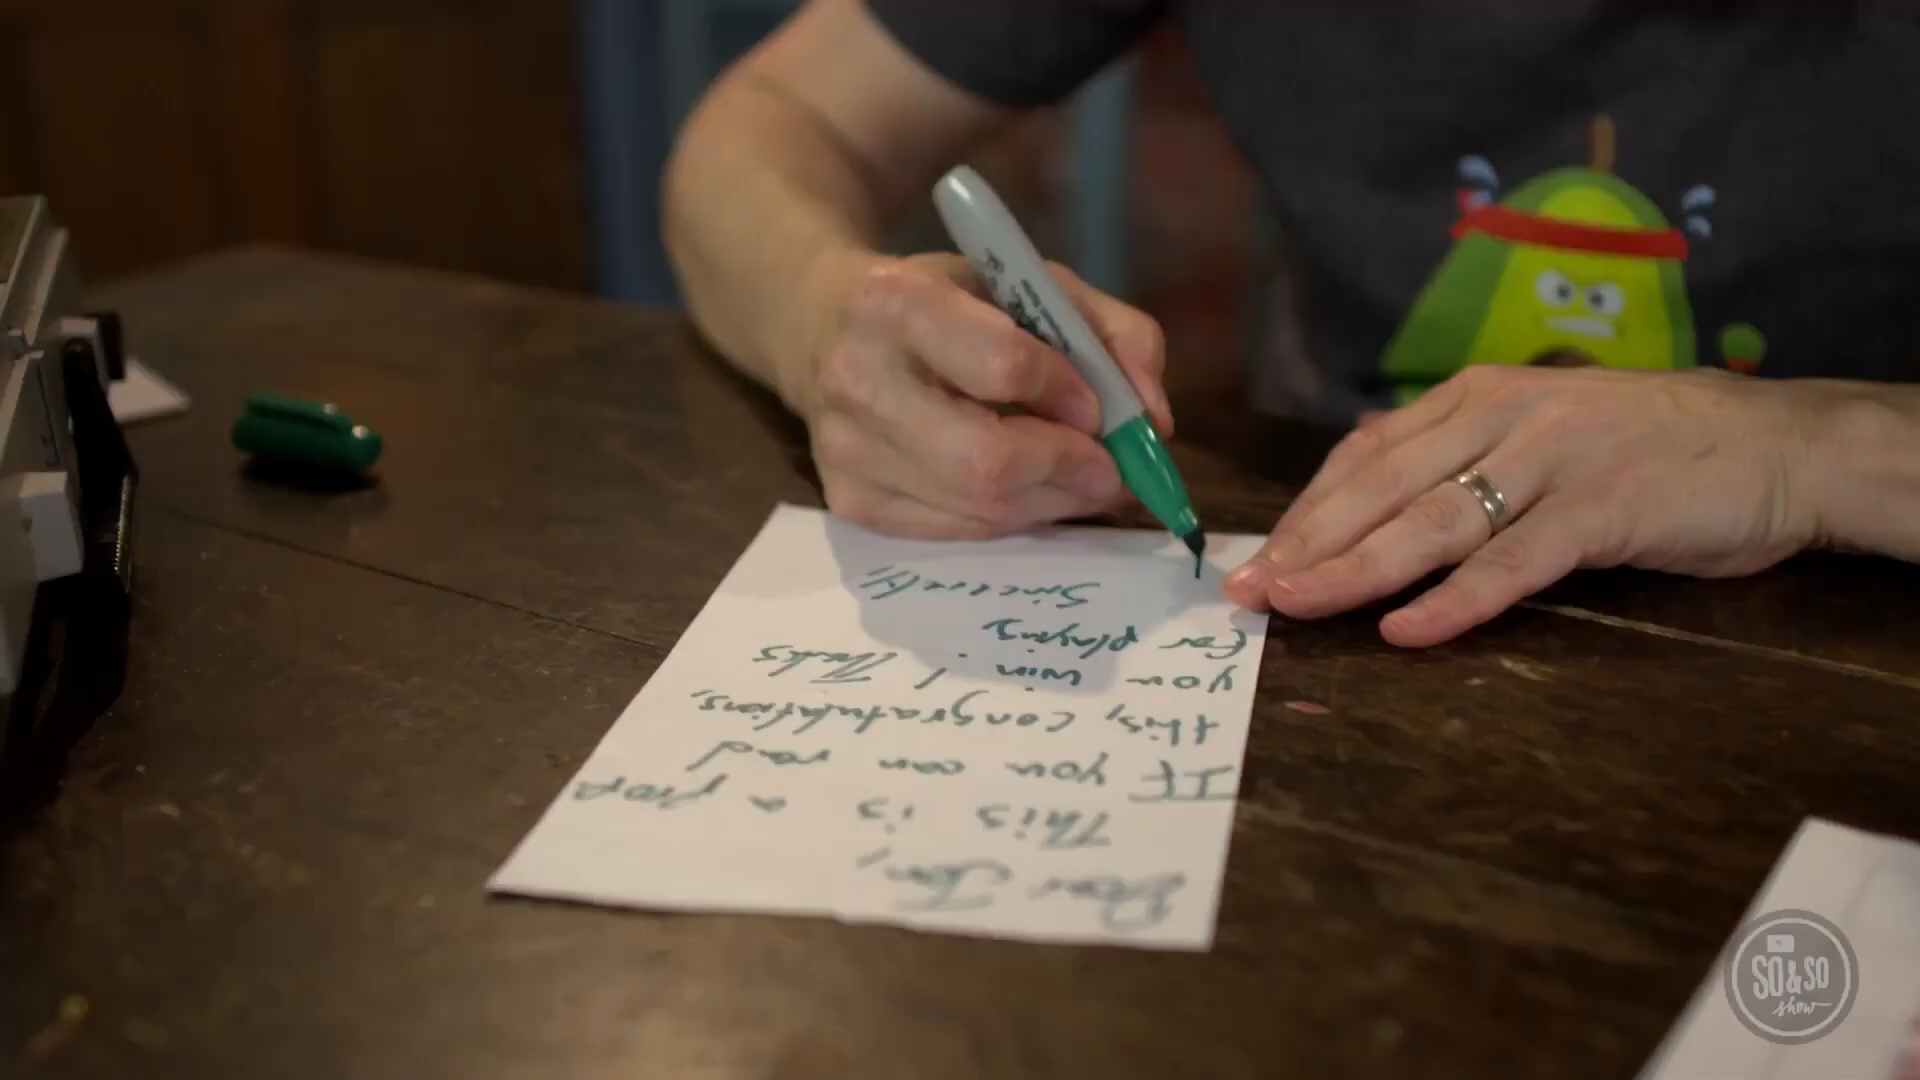 Dear Jon,
This is a prop
If you can read
this, congratulations,
you win! Thanks
for playing
Sincerely,
SO & SO
show